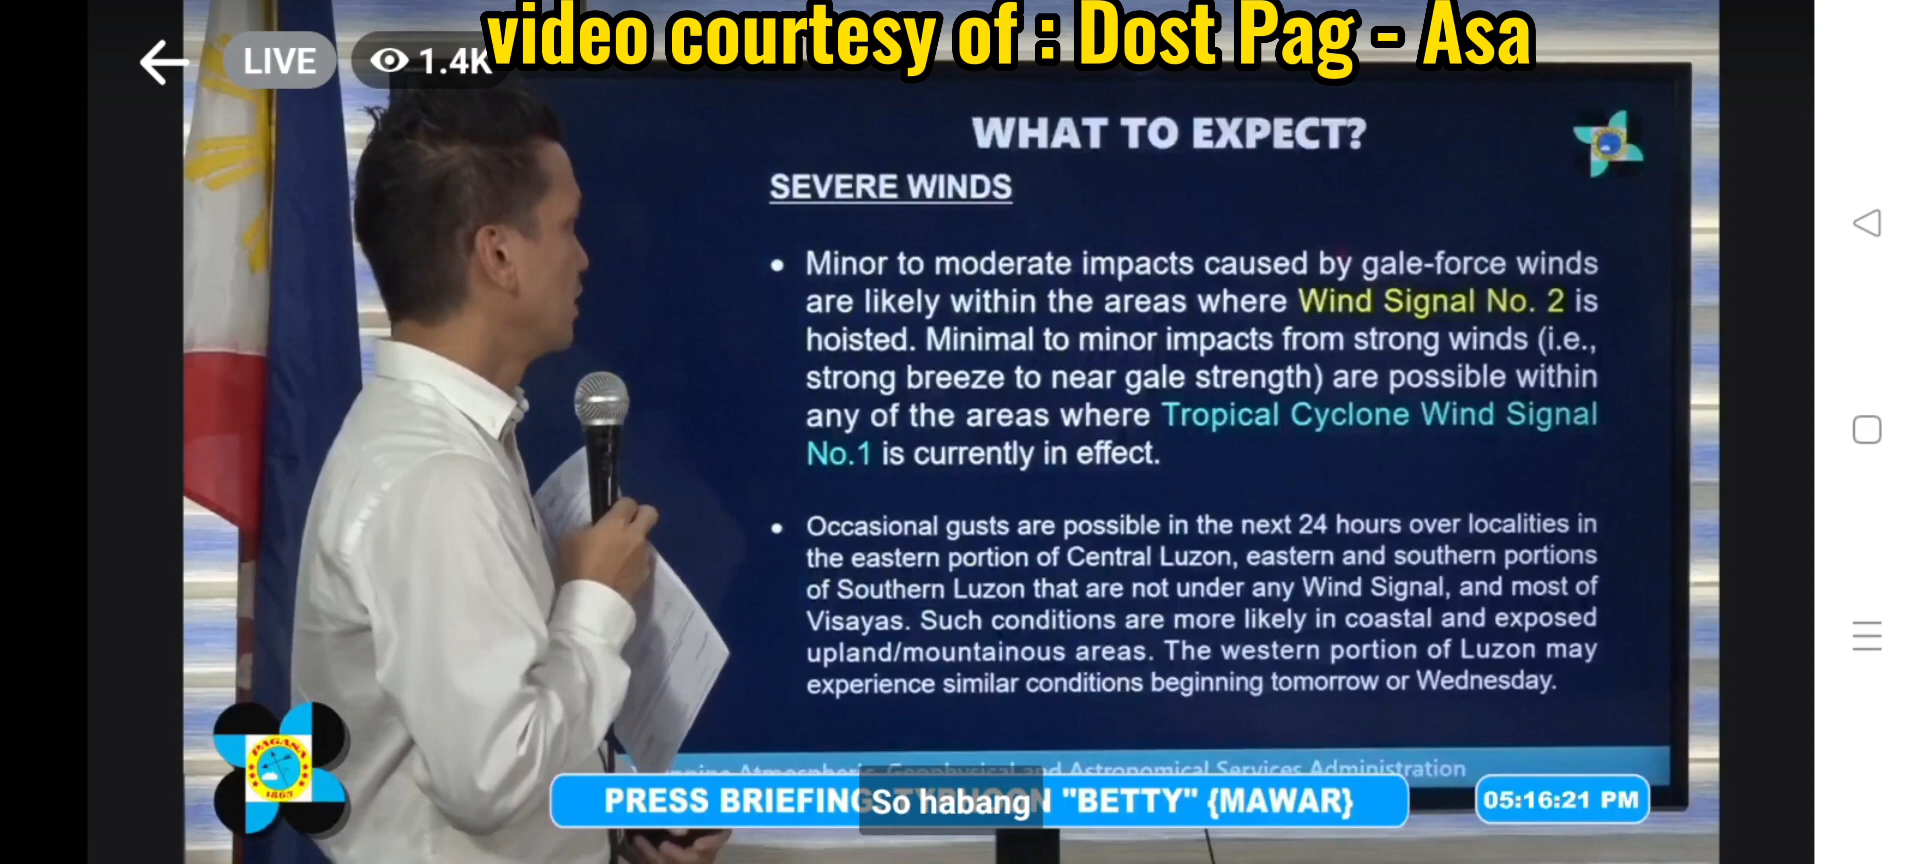 video courtesy of : Dost Pag - Asa
LIVE
1.4K
WHAT TO EXPECT?
SEVERE WINDS
• Minor to moderate impacts caused by gale-force winds
are likely within the areas where Wind Signal No. 2 is
hoisted. Minimal to minor impacts from strong winds (i.e.,
strong breeze to near gale strength) are possible within
any of the areas where Tropical Cyclone Wind Signal
No.1 is currently in effect.
• Occasional gusts are possible in the next 24 hours over localities in
the eastern portion of Central Luzon, eastern and southern portions
of Southern Luzon that are not under any Wind Signal, and most of
Visayas. Such conditions are more likely in coastal and exposed
upland/mountainous areas. The western portion of Luzon may
experience similar conditions beginning tomorrow or Wednesday.
Atmospheric, Geophysical and Astronomical Services Administration
PAGASA
1865
PRESS BRIEFING "BETTY" {MAWAR}
So habang
05:16:21 PM